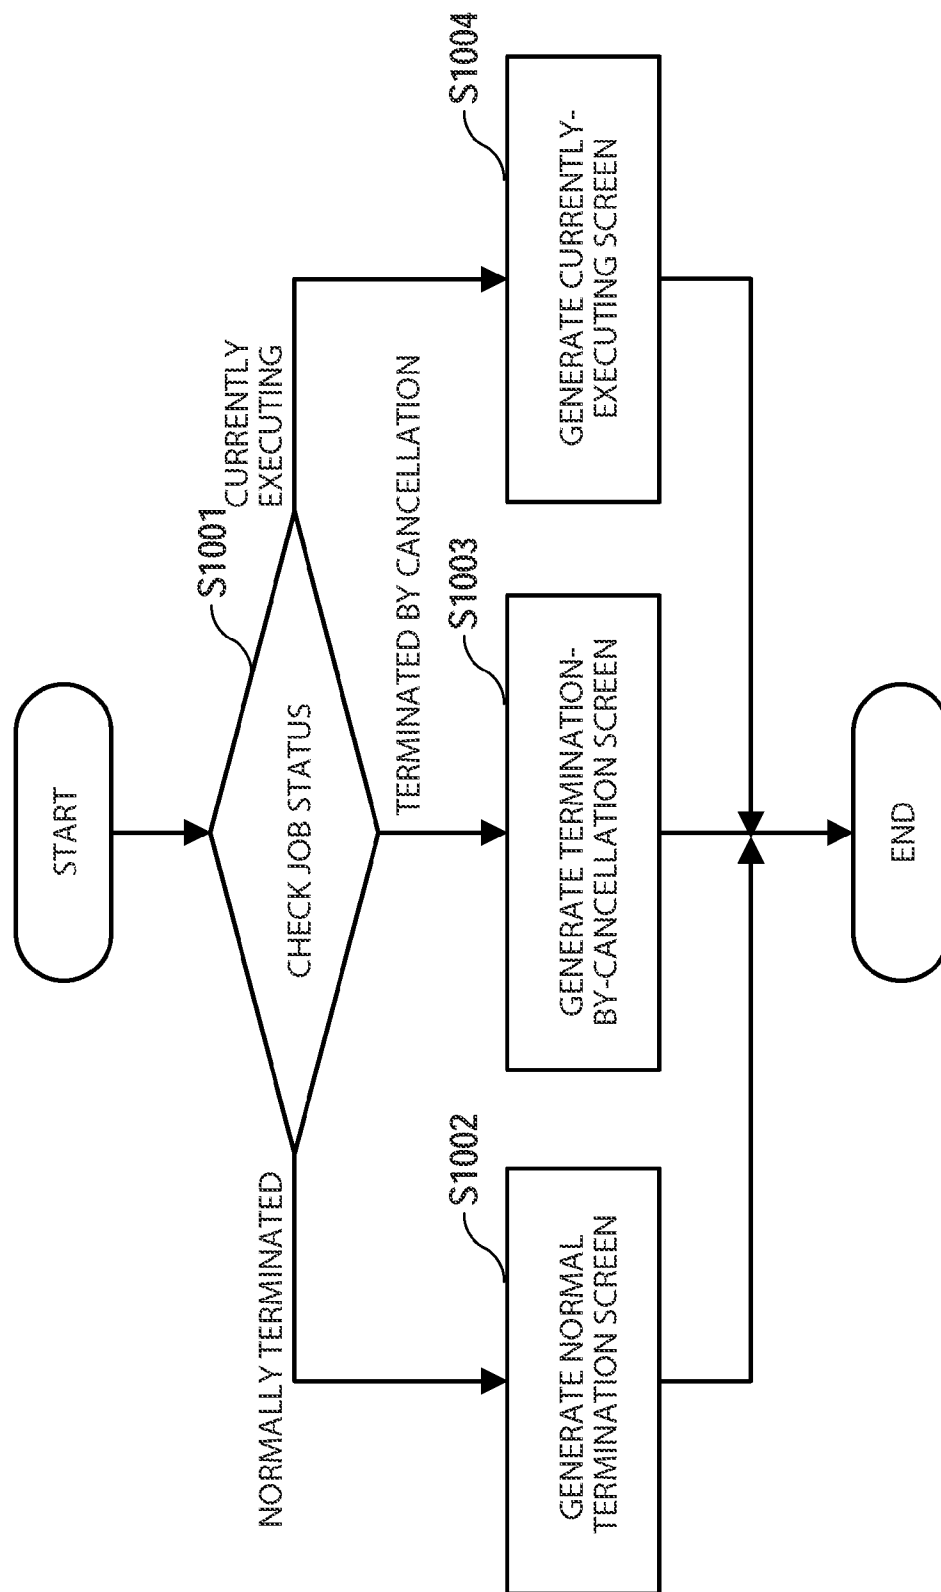 START
CHECK JOB STATUS
S1001
NORMALLY TERMINATED
TERMINATED BY CANCELLATION
CURRENTLY
EXECUTING
S1002
GENERATE NORMAL
TERMINATION SCREEN
S1003
GENERATE TERMINATION-
BY-CANCELLATION SCREEN
S1004
GENERATE CURRENTLY-
EXECUTING SCREEN
END